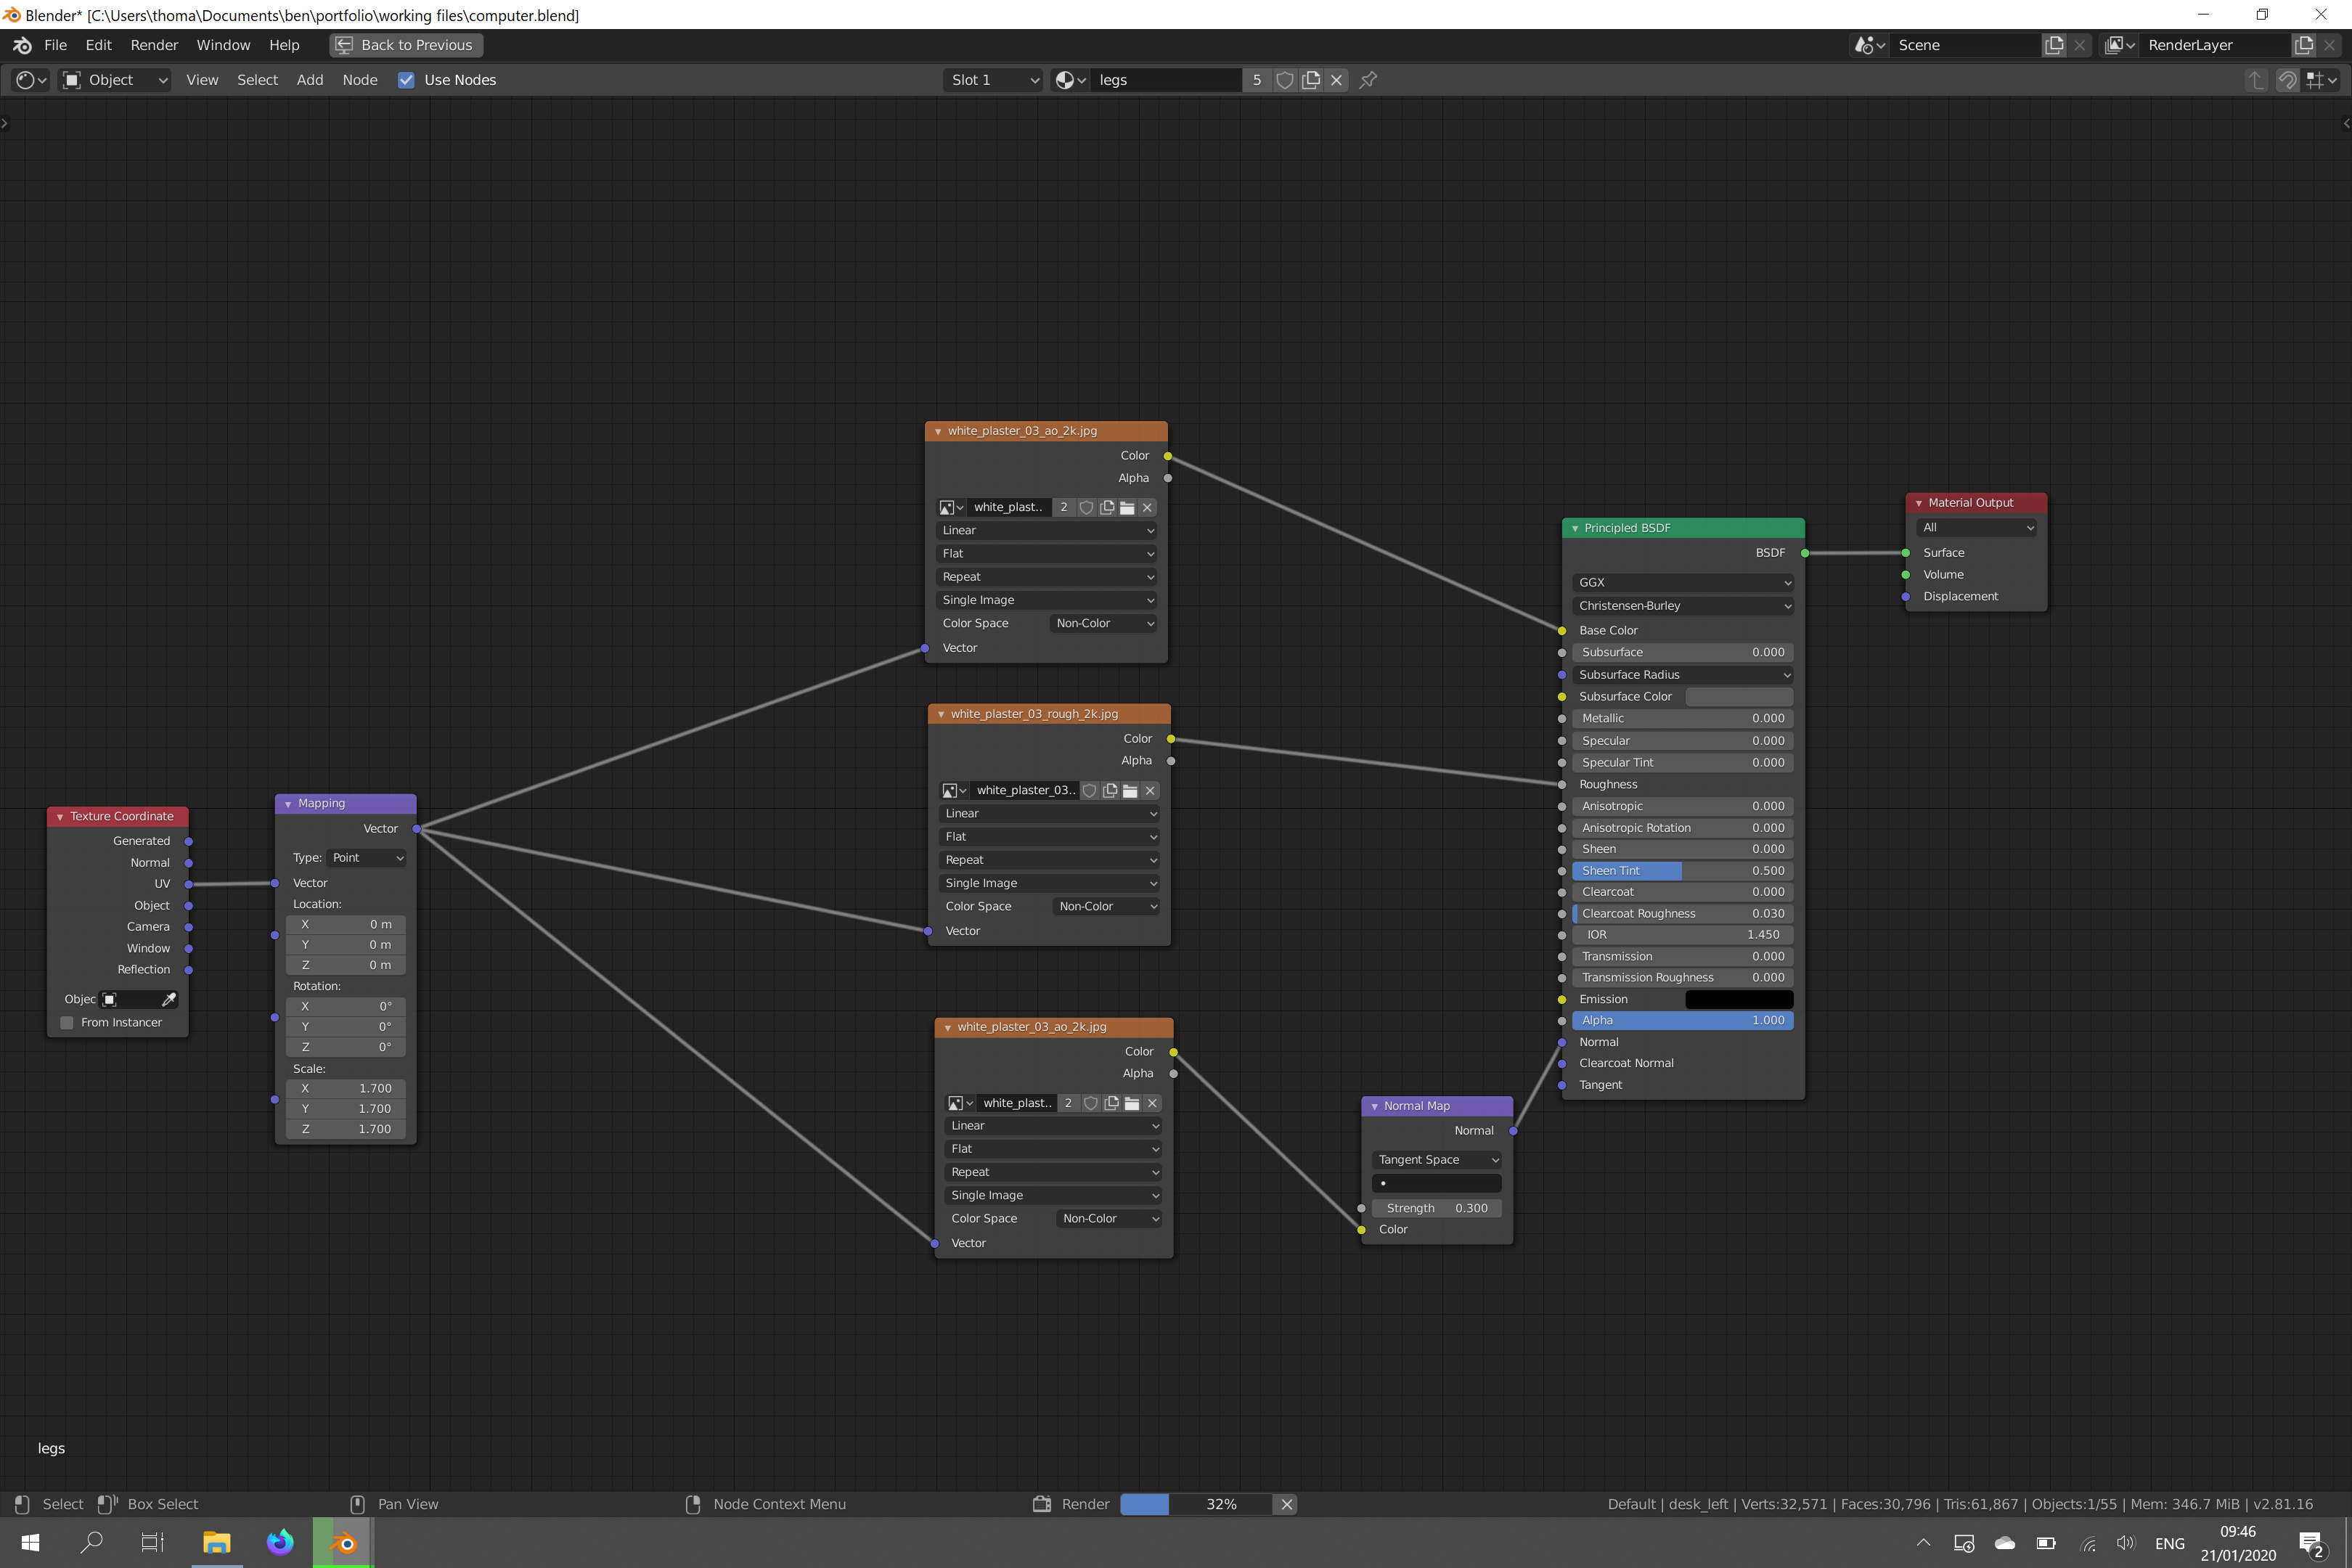 Blender* [C:\Users\thoma\Documents\ben\portfolio\working files\computer.blend]
File Edit Render Window Help Back to Previous Scene RenderLayer
Object View Select Add Node Use Nodes Slot 1 legs 5
white_plaster_03_ao_2k.jpg
Color
Alpha
white_plast.. 2
Linear
Flat
Repeat
Single Image
Color Space Non-Color
Vector
white_plaster_03_rough_2k.jpg
Color
Alpha
white_plaster_03..
Linear
Flat
Repeat
Single Image
Color Space Non-Color
Vector
white_plaster_03_ao_2k.jpg
Color
Alpha
white_plast.. 2
Linear
Flat
Repeat
Single Image
Color Space Non-Color
Vector
Texture Coordinate
Generated
Normal
UV
Object
Camera
Window
Reflection
Objec
From Instancer
Mapping
Vector
Type: Point
Vector
Location:
X 0 m
Y 0 m
Z 0 m
Rotation:
X 0°
Y 0°
Z 0°
Scale:
X 1.700
Y 1.700
Z 1.700
Normal Map
Normal
Tangent Space
Strength 0.300
Color
Principled BSDF
BSDF
GGX
Christensen-Burley
Base Color
Subsurface 0.000
Subsurface Radius
Subsurface Color
Metallic 0.000
Specular 0.000
Specular Tint 0.000
Roughness
Anisotropic 0.000
Anisotropic Rotation 0.000
Sheen 0.000
Sheen Tint 0.500
Clearcoat 0.000
Clearcoat Roughness 0.030
IOR 1.450
Transmission 0.000
Transmission Roughness 0.000
Emission
Alpha 1.000
Normal
Clearcoat Normal
Tangent
Material Output
All
Surface
Volume
Displacement
legs
Select Box Select Pan View Node Context Menu Render 32% Default | desk_left | Verts:32,571 | Faces:30,796 | Tris:61,867 | Objects:1/55 | Mem: 346.7 MiB | v2.81.16
ENG 09:46
21/01/2020 2